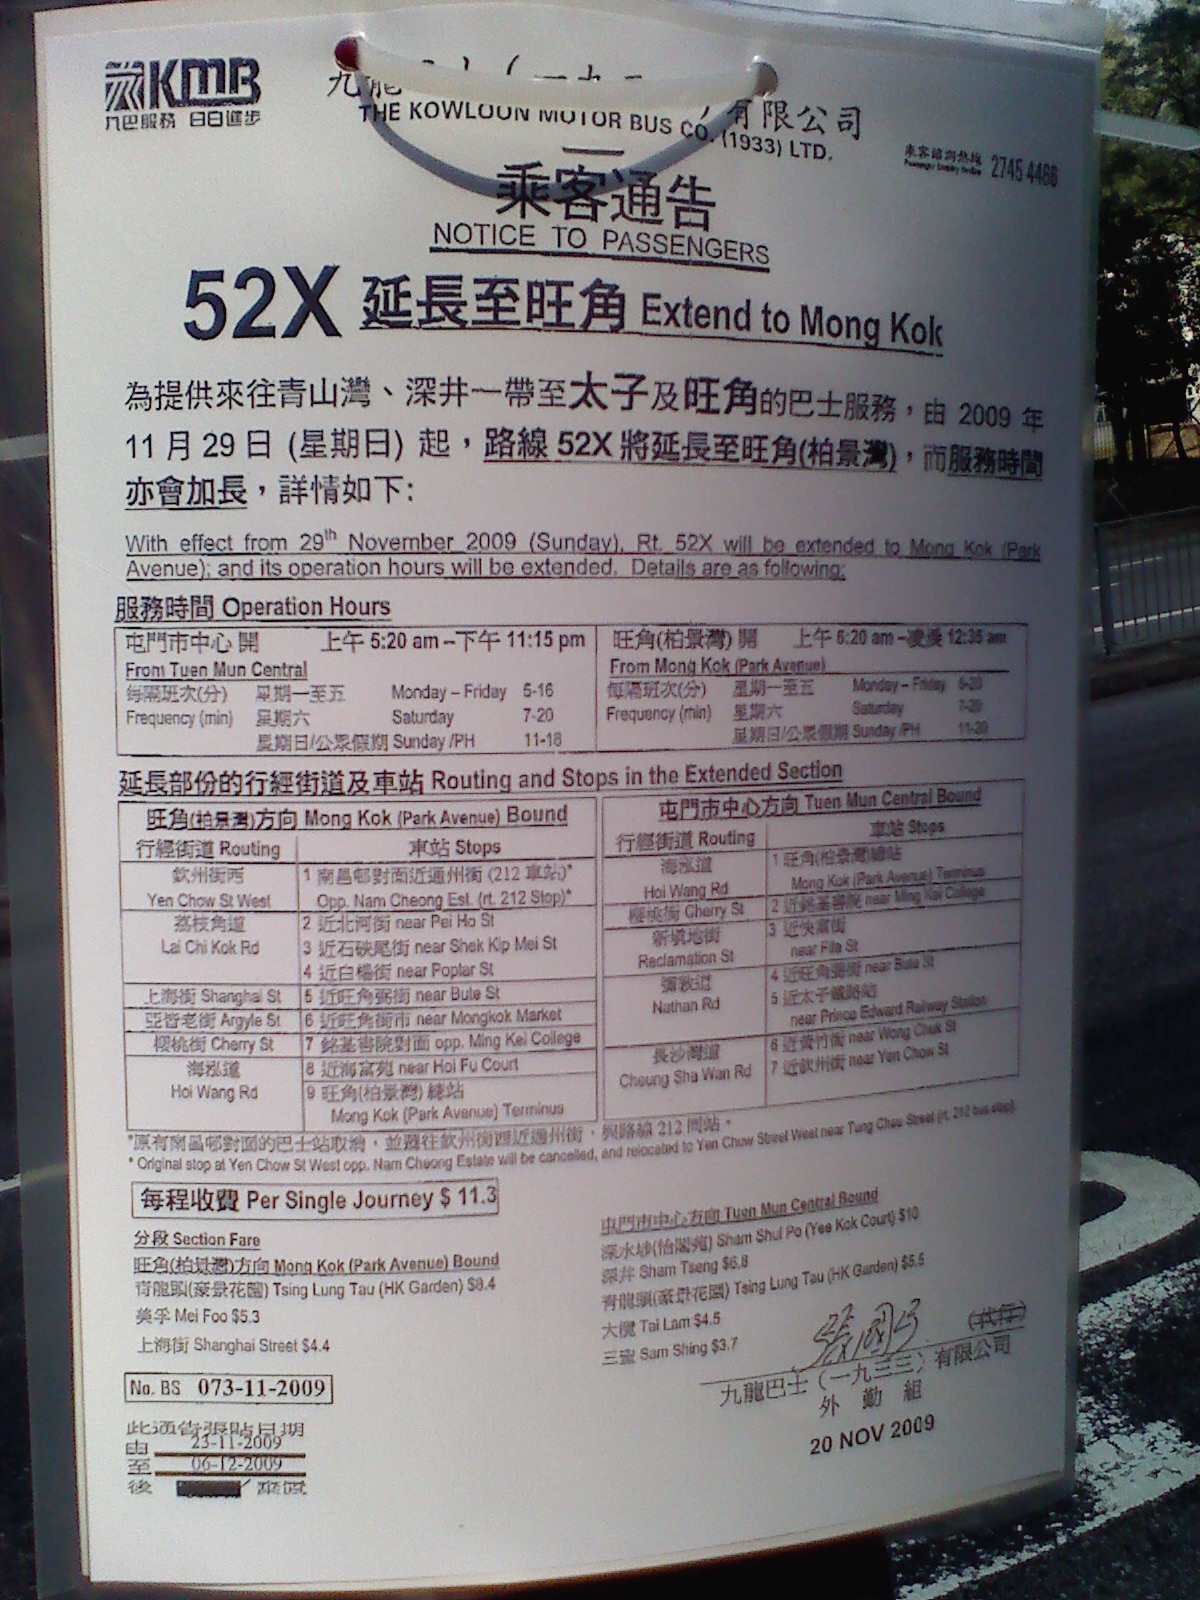 KMB
九巴服務 日日進步
九龍
有限公司
THE KOWLOON MOTOR BUS CO. (1933) LTD.
乘客諮詢熱線
Passenger Enquiry Hotline 2745 4466
乘客通告
NOTICE TO PASSENGERS
52X 延長至旺角 Extend to Mong Kok
為提供來往青山灣、深井一帶至太子及旺角的巴士服務，由 2009 年
11 月 29 日 (星期日) 起，路線 52X 將延長至旺角(柏景灣)，而服務時間
亦會加長，詳情如下:
With effect from 29th November 2009 (Sunday), Rt. 52X will be extended to Mong Kok (Park
Avenue); and its operation hours will be extended. Details are as following:
服務時間 Operation Hours
屯門市中心 開 上午 5:20 am –下午 11:15 pm
From Tuen Mun Central
每隔班次(分) 星期一至五 Monday – Friday 5-16
Frequency (min) 星期六 Saturday 7-20
星期日/公眾假期 Sunday /PH 11-18
旺角(柏景灣) 開 上午 6:20 am –凌晨 12:35 am
From Mong Kok (Park Avenue)
每隔班次(分) 星期一至五 Monday – Friday 6-20
Frequency (min) 星期六 Saturday 7-20
星期日/公眾假期 Sunday /PH 11-20
延長部份的行經街道及車站 Routing and Stops in the Extended Section
旺角(柏景灣)方向 Mong Kok (Park Avenue) Bound
行經街道 Routing 車站 Stops
欽州街西 1 南昌邨對面近通州街 (212 車站)*
Yen Chow St West Opp. Nam Cheong Est. (rt. 212 Stop)*
荔枝角道 2 近北河街 near Pei Ho St
Lai Chi Kok Rd 3 近石硤尾街 near Shek Kip Mei St
4 近白楊街 near Poplar St
上海街 Shanghai St 5 近旺角弼街 near Bute St
亞皆老街 Argyle St 6 近旺角街市 near Mongkok Market
櫻桃街 Cherry St 7 銘基書院對面 opp. Ming Kei College
海泓道 8 近海富苑 near Hoi Fu Court
Hoi Wang Rd 9 旺角(柏景灣) 總站
Mong Kok (Park Avenue) Terminus
屯門市中心方向 Tuen Mun Central Bound
行經街道 Routing 車站 Stops
海泓道 1 旺角(柏景灣)總站
Hoi Wang Rd Mong Kok (Park Avenue) Terminus
櫻桃街 Cherry St 2 近銘基書院 near Ming Kei College
新填地街 3 近快富街
Reclamation St near Fife St
彌敦道 4 近旺角弼街 near Bute St
Nathan Rd 5 近太子鐵路站
near Prince Edward Railway Station
長沙灣道 6 近黃竹街 near Wong Chuk St
Cheung Sha Wan Rd 7 近欽州街 near Yen Chow St
*原有南昌邨對面的巴士站取消，並遷往欽州街西近通州街，與路線 212 同站。
* Original stop at Yen Chow St West opp. Nam Cheong Estate will be cancelled, and relocated to Yen Chow Street West near Tung Chau Street (rt. 212 bus stop).
每程收費 Per Single Journey $ 11.3
分段 Section Fare
旺角(柏景灣)方向 Mong Kok (Park Avenue) Bound
青龍頭(豪景花園) Tsing Lung Tau (HK Garden) $8.4
美孚 Mei Foo $5.3
上海街 Shanghai Street $4.4
屯門市中心方向 Tuen Mun Central Bound
深水埗(怡閣苑) Sham Shui Po (Yee Kok Court) $10
深井 Sham Tseng $6.8
青龍頭(豪景花園) Tsing Lung Tau (HK Garden) $5.5
大欖 Tai Lam $4.5
三聖 Sam Shing $3.7
(代行)
九龍巴士(一九三三)有限公司
外勤組
20 NOV 2009
No. BS 073-11-2009
此通告張貼日期
由 23-11-2009
至 06-12-2009
後